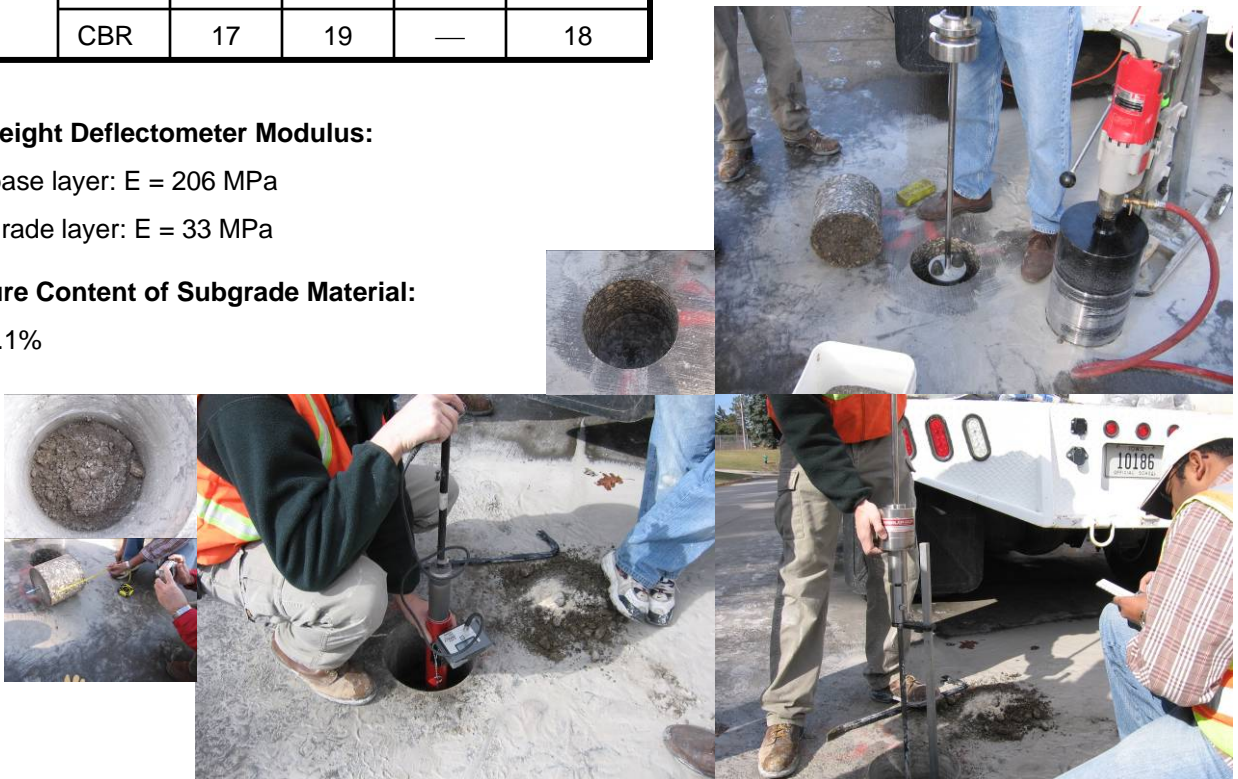 CBR 17 19 — 18
eight Deflectometer Modulus:
ase layer: E = 206 MPa
rade layer: E = 33 MPa
ure Content of Subgrade Material:
.1%
10186